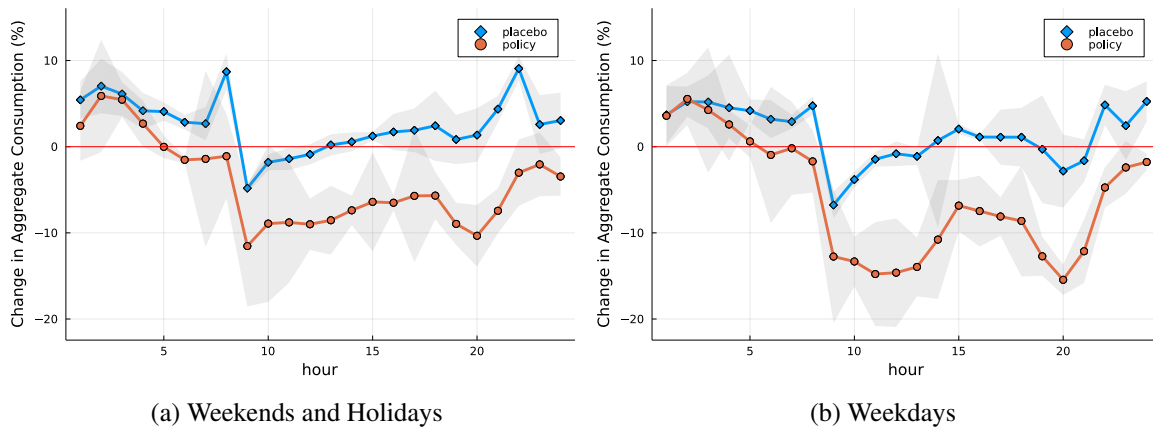 Change in Aggregate Consumption (%)
10
0
−10
−20
5
10
15
20
hour
placebo
policy
(a) Weekends and Holidays
Change in Aggregate Consumption (%)
10
0
−10
−20
5
10
15
20
hour
placebo
policy
(b) Weekdays